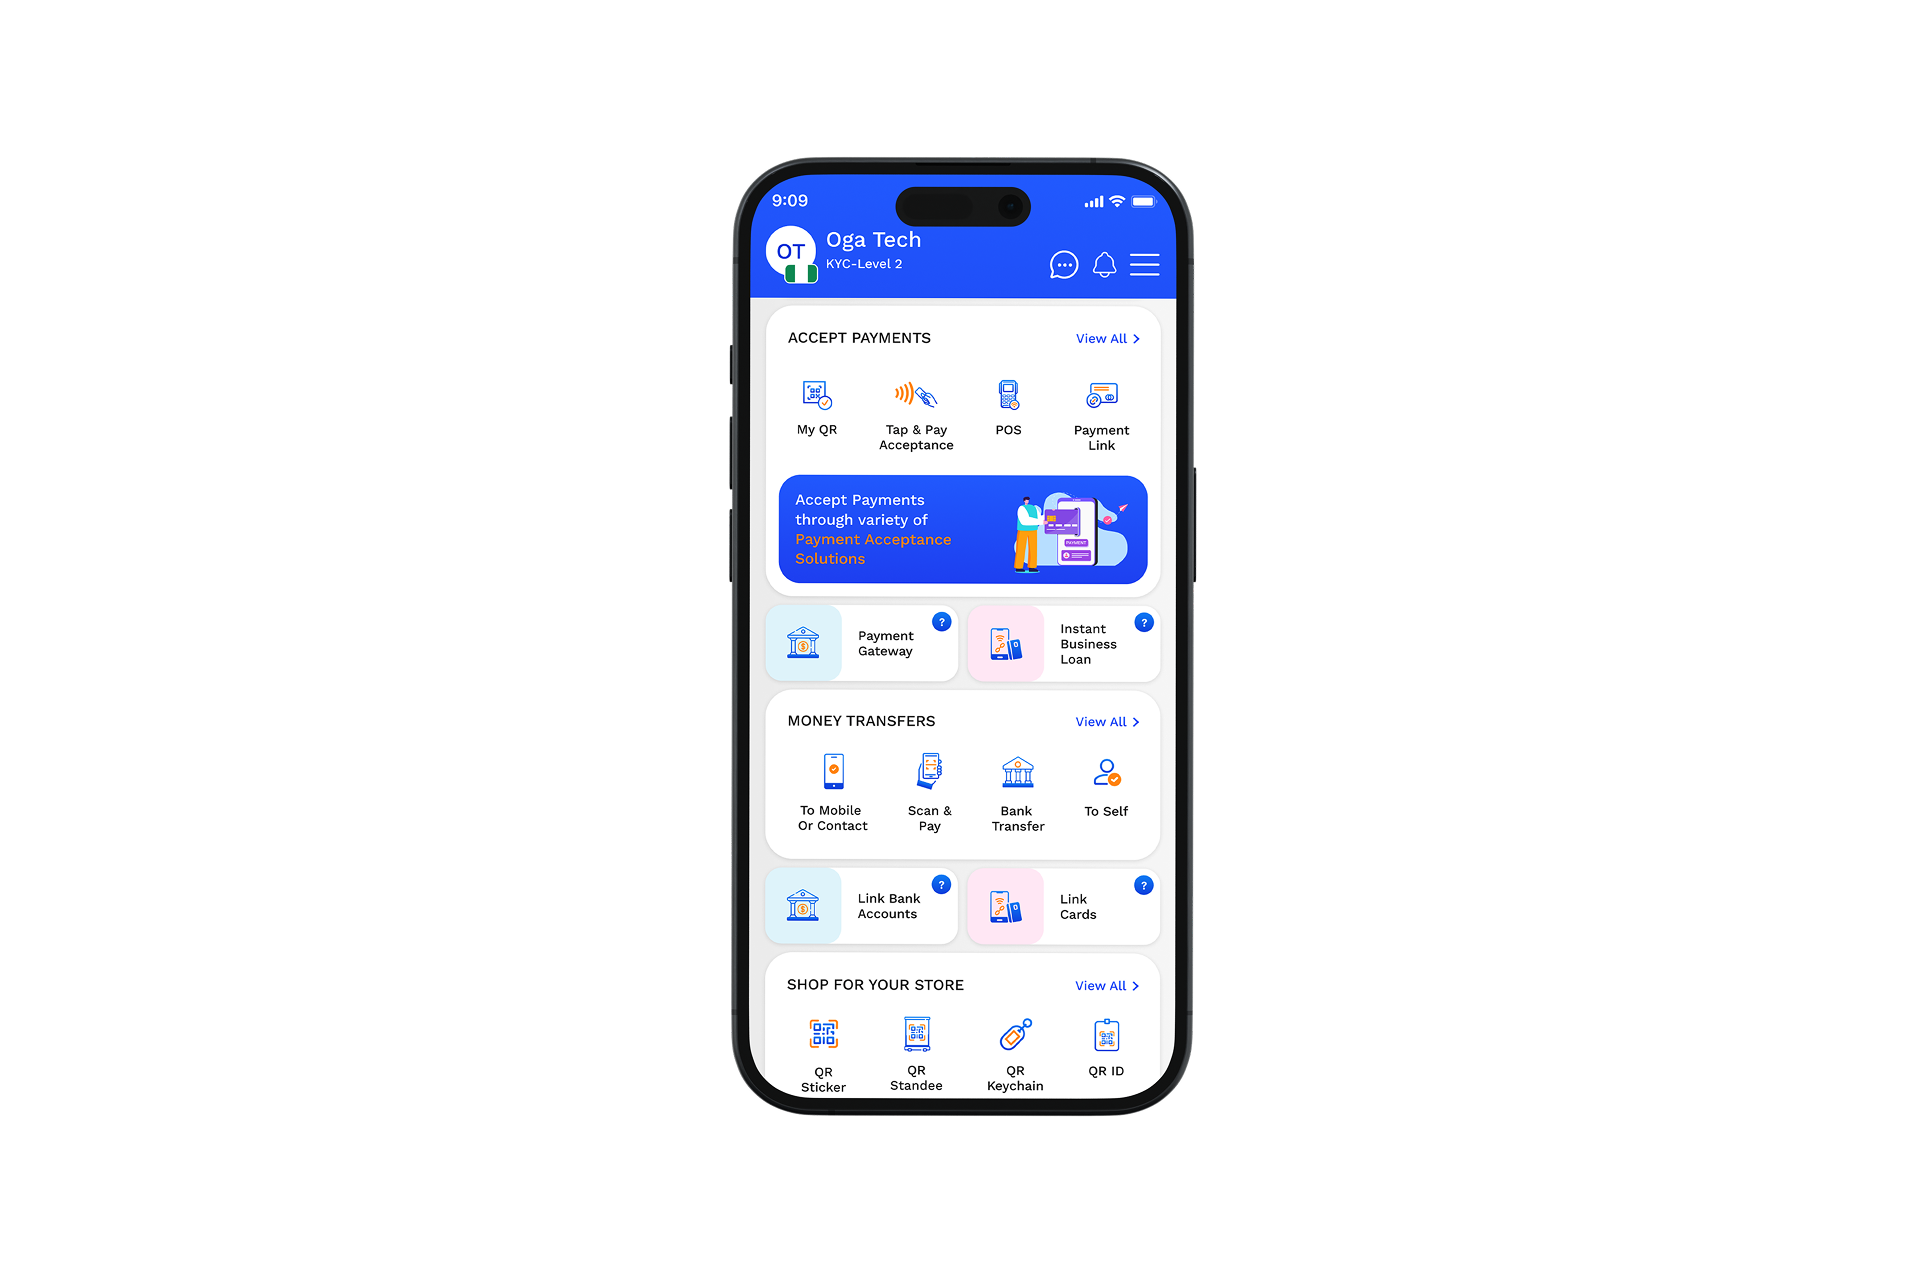 9:09
OT
Oga Tech
KYC-Level 2
ACCEPT PAYMENTS
View All
My QR
Tap & Pay
Acceptance
POS
Payment
Link
Accept Payments
through variety of
Payment Acceptance
Solutions
PAYMENT
Payment
Gateway
?
Instant
Business
Loan
?
MONEY TRANSFERS
View All
To Mobile
Or Contact
Scan &
Pay
Bank
Transfer
To Self
Link Bank
Accounts
?
Link
Cards
?
SHOP FOR YOUR STORE
View All
QR
Sticker
QR
Standee
QR
Keychain
QR ID